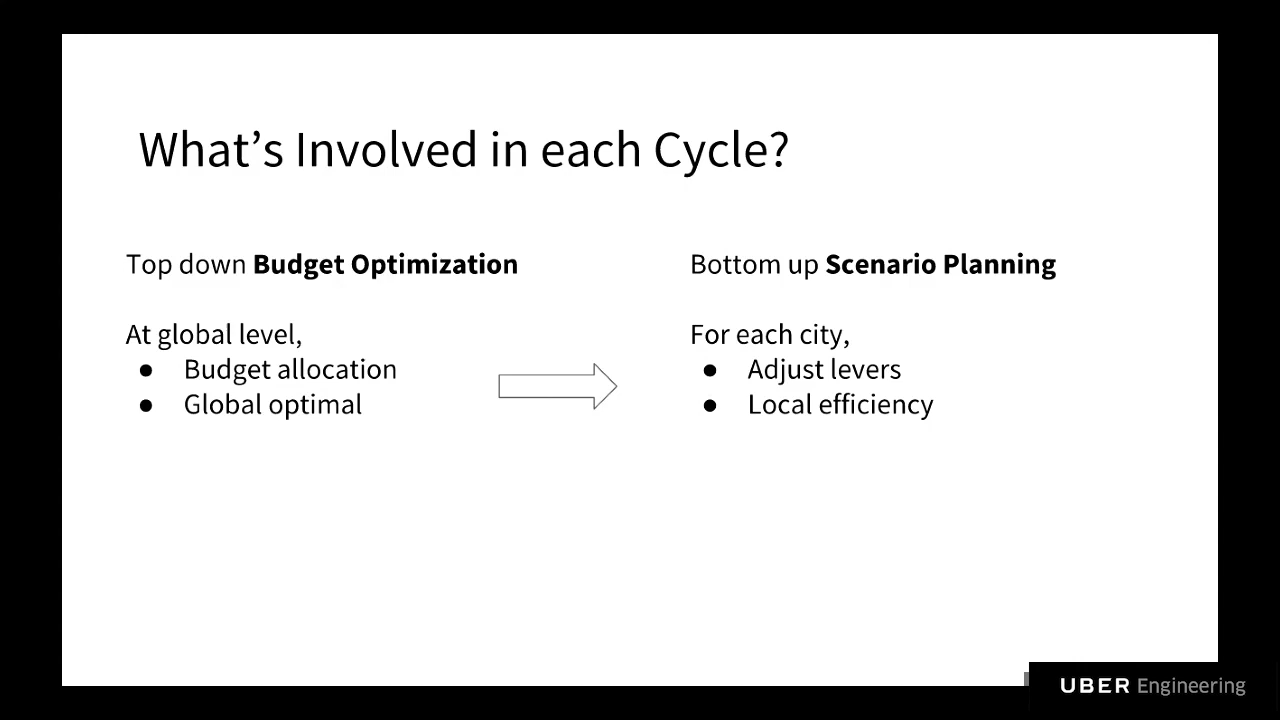 What’s Involved in each Cycle?
Top down Budget Optimization
At global level,
● Budget allocation
● Global optimal
Bottom up Scenario Planning
For each city,
● Adjust levers
● Local efficiency
UBER Engineering